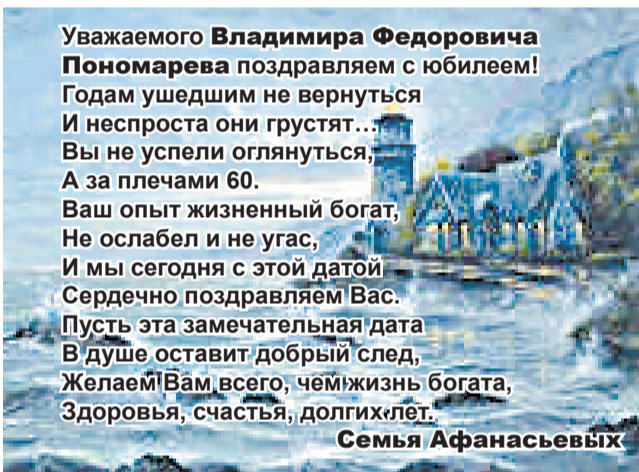 Уважаемого Владимира Федоровича
Пономарева поздравляем с юбилеем!
Годам ушедшим не вернуться
И неспроста они грустят...
Вы не успели оглянуться,
А за плечами 60.
Ваш опыт жизненный богат,
Не ослабел и не угас,
И мы сегодня с этой датой
Сердечно поздравляем Вас.
Пусть эта замечательная дата
В душе оставит добрый след,
Желаем Вам всего, чем жизнь богата,
Здоровья, счастья, долгих лет.
Семья Афанасьевых